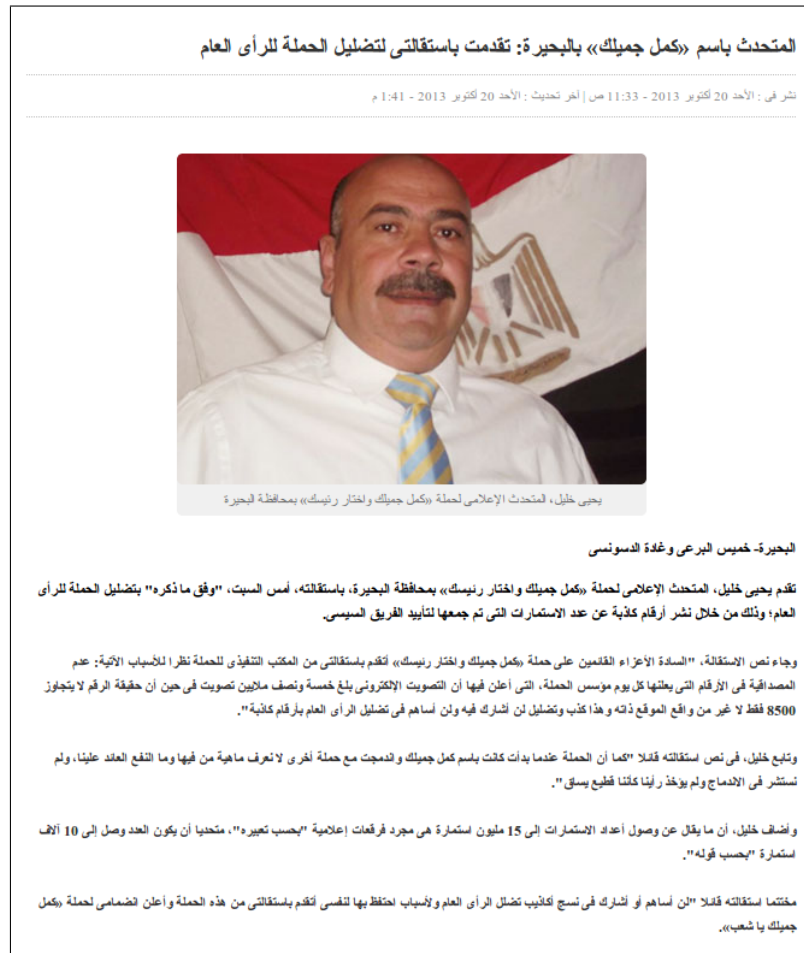 المتحدث باسم «كمل جميلك» بالبحيرة: تقدمت باستقالتى لتضليل الحملة للرأى العام
نشر فى : الأحد 20 أكتوبر 2013 - 11:33 ص | آخر تحديث : الأحد 20 أكتوبر 2013 - 1:41 م
يحيى خليل، المتحدث الإعلامى لحملة «كمل جميلك واختار رئيسك» بمحافظة البحيرة
البحيرة- خميس البرعى وغادة الدسونسى
تقدم يحيى خليل، المتحدث الإعلامى لحملة «كمل جميلك واختار رئيسك» بمحافظة البحيرة، باستقالته، أمس السبت، "وفق ما ذكره" بتضليل الحملة للرأى
العام؛ وذلك من خلال نشر أرقام كاذبة عن عدد الاستمارات التى تم جمعها لتأييد الفريق السيسى.
وجاء نص الاستقالة، "السادة الأعزاء القائمين على حملة «كمل جميلك واختار رئيسك» أتقدم باستقالتى من المكتب التنفيذى للحملة نظرا للأسباب الآتية: عدم
المصداقية فى الأرقام التى يعلنها كل يوم مؤسس الحملة، التى أعلن فيها أن التصويت الإلكترونى بلغ خمسة ونصف ملايين تصويت فى حين أن حقيقة الرقم لا يتجاوز
8500 فقط لا غير من واقع الموقع ذاته وهذا كذب وتضليل لن أشارك فيه ولن أساهم فى تضليل الرأى العام بأرقام كاذبة".
وتابع خليل، فى نص استقالته قائلا "كما أن الحملة عندما بدأت كانت باسم كمل جميلك واندمجت مع حملة أخرى لا نعرف ماهية من فيها وما النفع العائد علينا، ولم
نستشر فى الاندماج ولم يؤخذ رأينا كأننا قطيع يساق".
وأضاف خليل، أن ما يقال عن وصول أعداد الاستمارات إلى 15 مليون استمارة هى مجرد فرقعات إعلامية "بحسب تعبيره"، متحديا أن يكون العدد وصل إلى 10 آلاف
استمارة "بحسب قوله".
مختتما استقالته قائلا "لن أساهم أو أشارك فى نسج أكاذيب تضلل الرأى العام ولأسباب احتفظ بها لنفسى أتقدم باستقالتى من هذه الحملة وأعلن انضمامى لحملة «كمل
جميلك يا شعب».